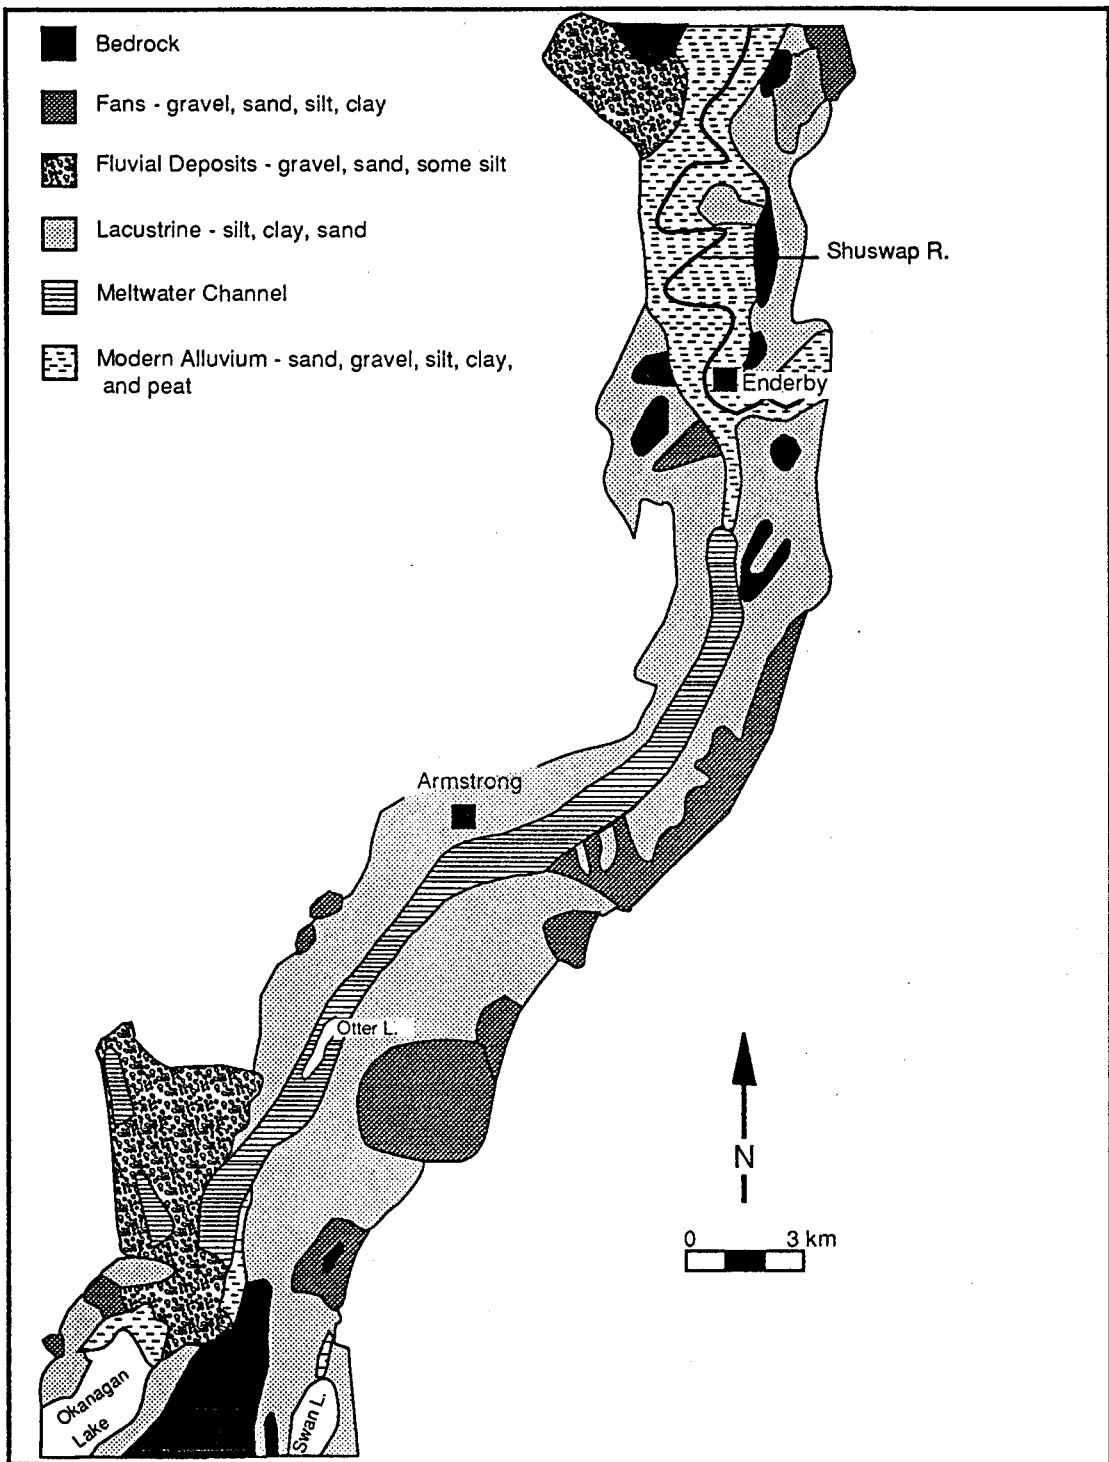 Bedrock
Fans - gravel, sand, silt, clay
Fluvial Deposits - gravel, sand, some silt
Lacustrine - silt, clay, sand
Meltwater Channel
Modern Alluvium - sand, gravel, silt, clay,
and peat
Shuswap R.
Enderby
Armstrong
Otter L.
N
0 3 km
Okanagan
Lake
Swan L.